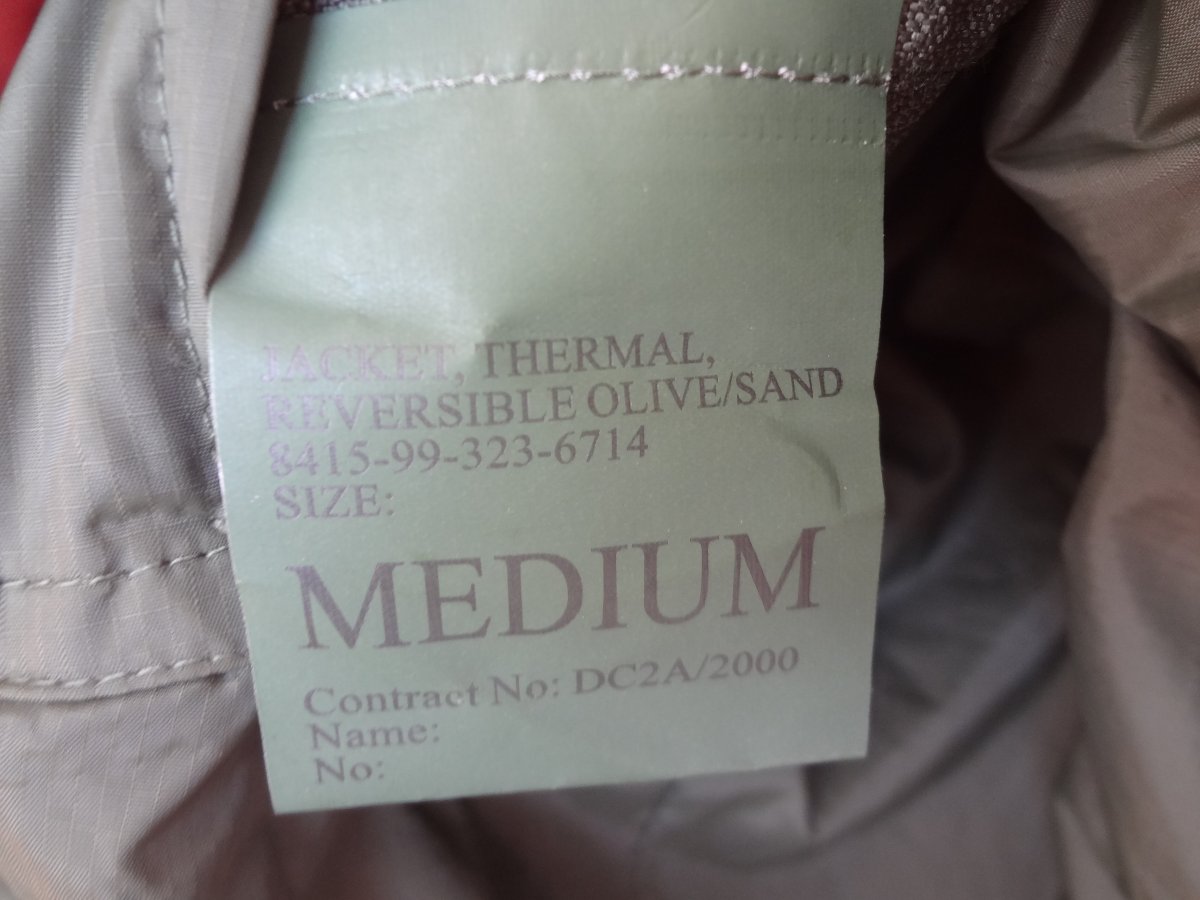 JACKET, THERMAL,
REVERSIBLE OLIVE/SAND
8415-99-323-6714
SIZE:
MEDIUM
Contract No: DC2A/2000
Name:
No: